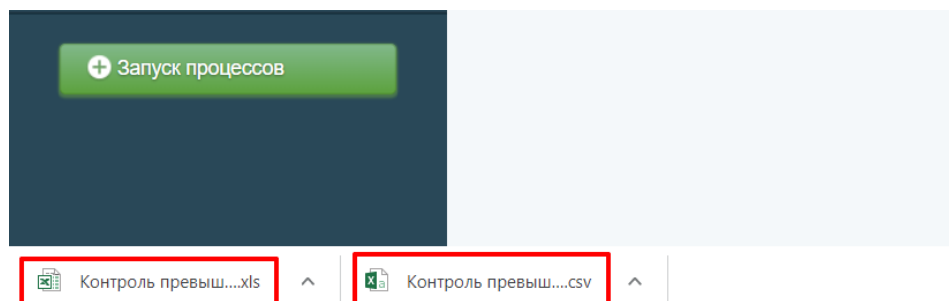 Запуск процессов
Контроль превыш....xls
Контроль превыш....csv